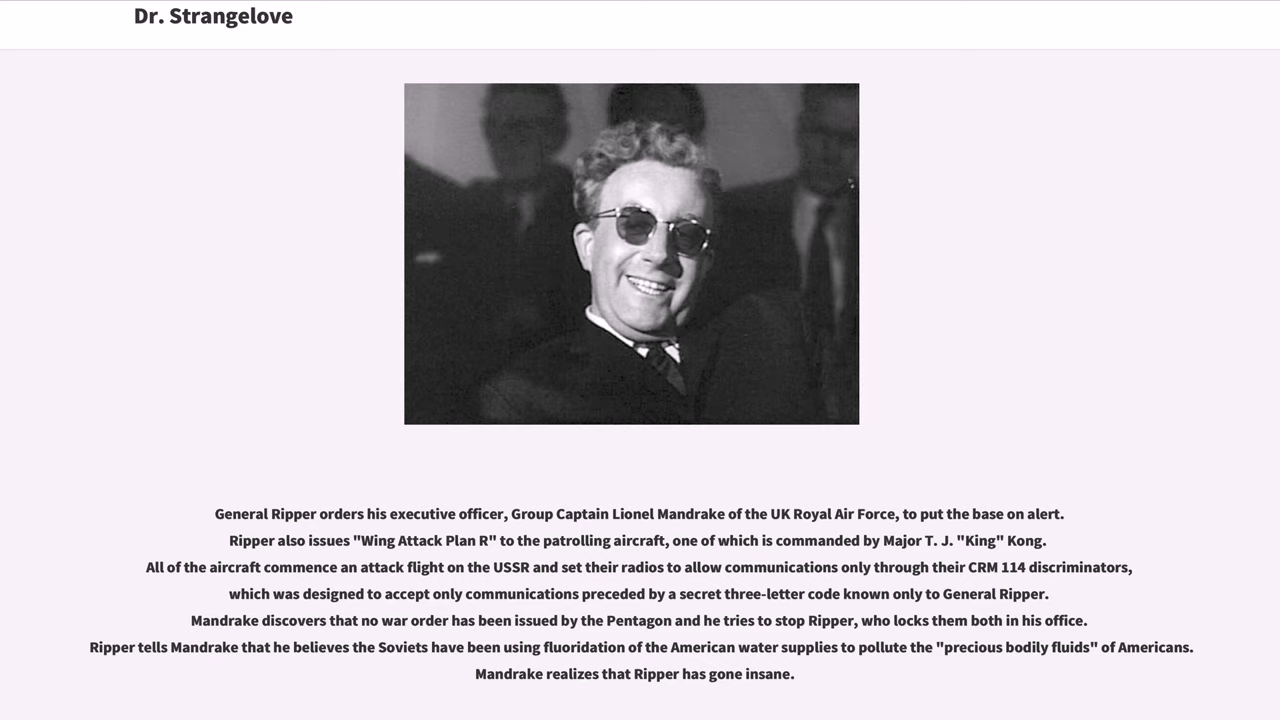 Dr. Strangelove
General Ripper orders his executive officer, Group Captain Lionel Mandrake of the UK Royal Air Force, to put the base on alert.
Ripper also issues "Wing Attack Plan R" to the patrolling aircraft, one of which is commanded by Major T. J. "King" Kong.
All of the aircraft commence an attack flight on the USSR and set their radios to allow communications only through their CRM 114 discriminators,
which was designed to accept only communications preceded by a secret three-letter code known only to General Ripper.
Mandrake discovers that no war order has been issued by the Pentagon and he tries to stop Ripper, who locks them both in his office.
Ripper tells Mandrake that he believes the Soviets have been using fluoridation of the American water supplies to pollute the "precious bodily fluids" of Americans.
Mandrake realizes that Ripper has gone insane.